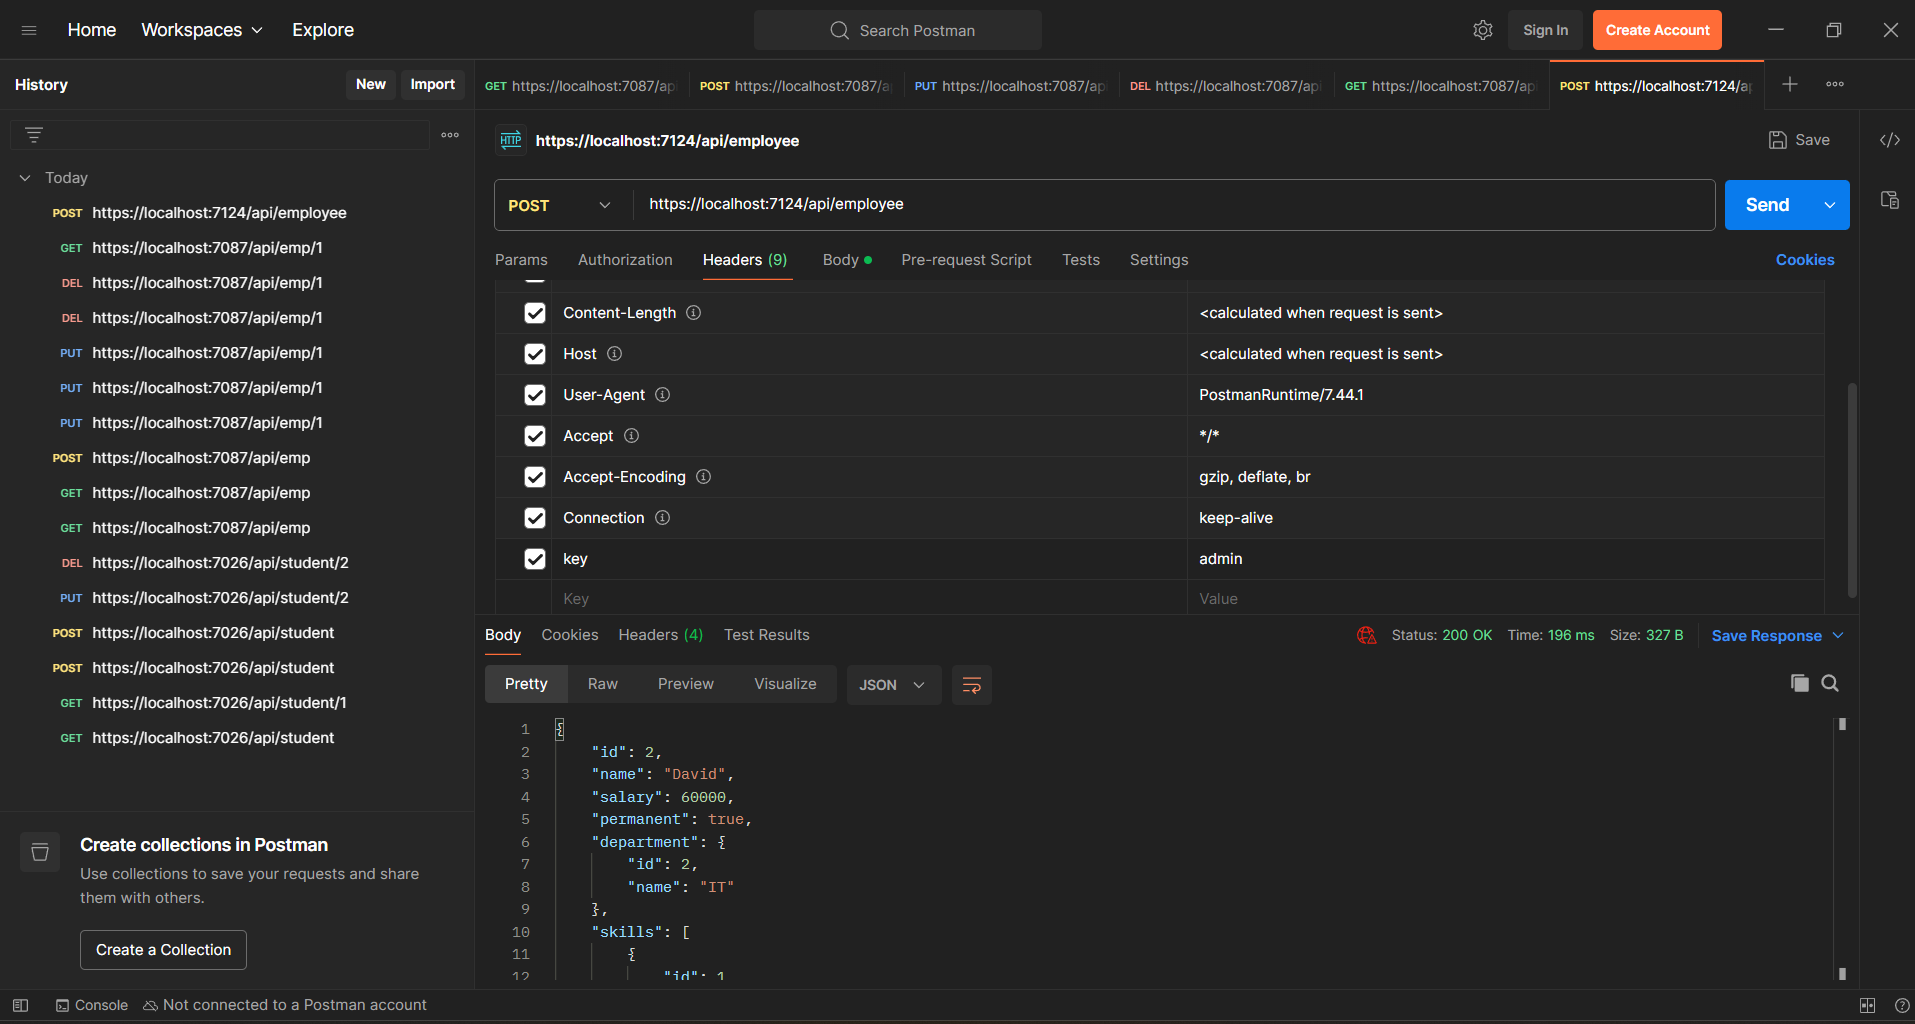 Home Workspaces Explore Search Postman Sign In Create Account
History New Import
GET https://localhost:7087/api POST https://localhost:7087/a PUT https://localhost:7087/ap DEL https://localhost:7087/api GET https://localhost:7087/ap POST https://localhost:7124/ap
Today
POST https://localhost:7124/api/employee
GET https://localhost:7087/api/emp/1
DEL https://localhost:7087/api/emp/1
DEL https://localhost:7087/api/emp/1
PUT https://localhost:7087/api/emp/1
PUT https://localhost:7087/api/emp/1
PUT https://localhost:7087/api/emp/1
POST https://localhost:7087/api/emp
GET https://localhost:7087/api/emp
GET https://localhost:7087/api/emp
DEL https://localhost:7026/api/student/2
PUT https://localhost:7026/api/student/2
POST https://localhost:7026/api/student
POST https://localhost:7026/api/student
GET https://localhost:7026/api/student/1
GET https://localhost:7026/api/student
Create collections in Postman
Use collections to save your requests and share
them with others.
Create a Collection
HTTP https://localhost:7124/api/employee Save
POST https://localhost:7124/api/employee Send
Params Authorization Headers (9) Body Pre-request Script Tests Settings Cookies
Content-Length <calculated when request is sent>
Host <calculated when request is sent>
User-Agent PostmanRuntime/7.44.1
Accept */*
Accept-Encoding gzip, deflate, br
Connection keep-alive
key admin
Key Value
Body Cookies Headers (4) Test Results Status: 200 OK Time: 196 ms Size: 327 B Save Response
Pretty Raw Preview Visualize JSON
1 {
2 "id": 2,
3 "name": "David",
4 "salary": 60000,
5 "permanent": true,
6 "department": {
7 "id": 2,
8 "name": "IT"
9 },
10 "skills": [
11 {
12 "id": 1
Console Not connected to a Postman account